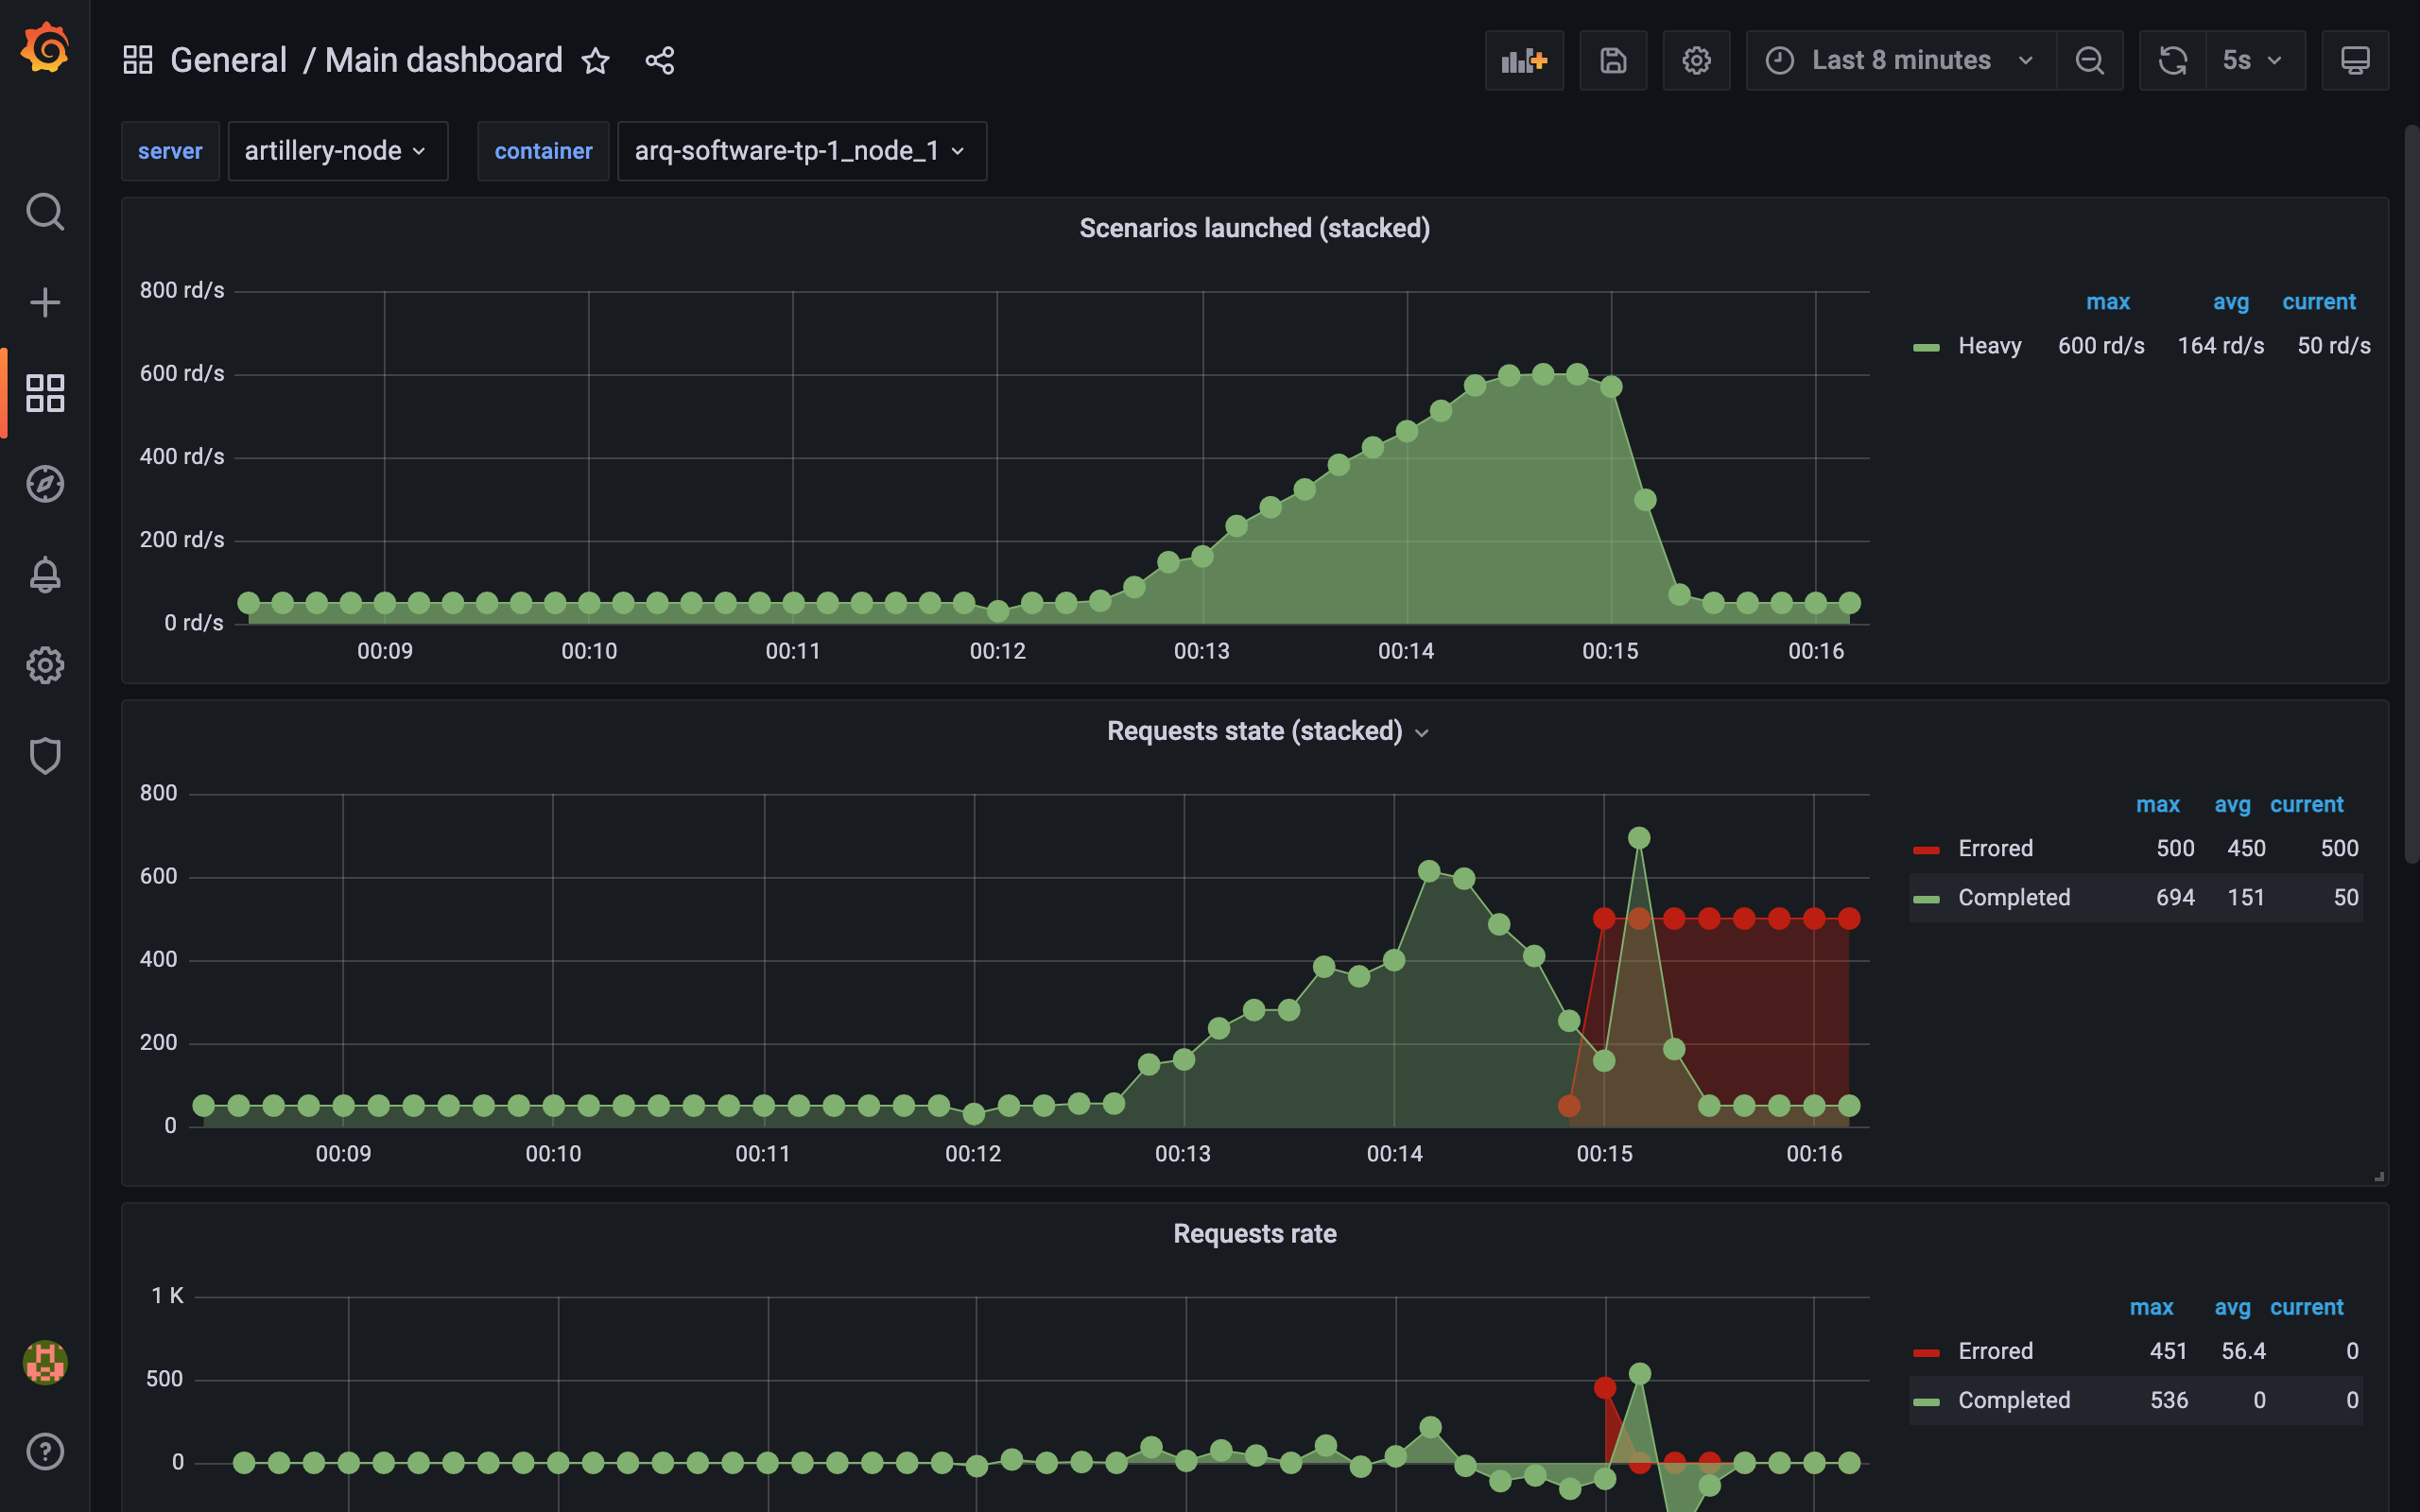 General / Main dashboard
Last 8 minutes
5s
server artillery-node container arq-software-tp-1_node_1
Scenarios launched (stacked)
800 rd/s
600 rd/s
400 rd/s
200 rd/s
0 rd/s
00:09 00:10 00:11 00:12 00:13 00:14 00:15 00:16
max avg current
Heavy 600 rd/s 164 rd/s 50 rd/s
Requests state (stacked)
800
600
400
200
0
00:09 00:10 00:11 00:12 00:13 00:14 00:15 00:16
max avg current
Errored 500 450 500
Completed 694 151 50
Requests rate
1 K
500
0
max avg current
Errored 451 56.4 0
Completed 536 0 0